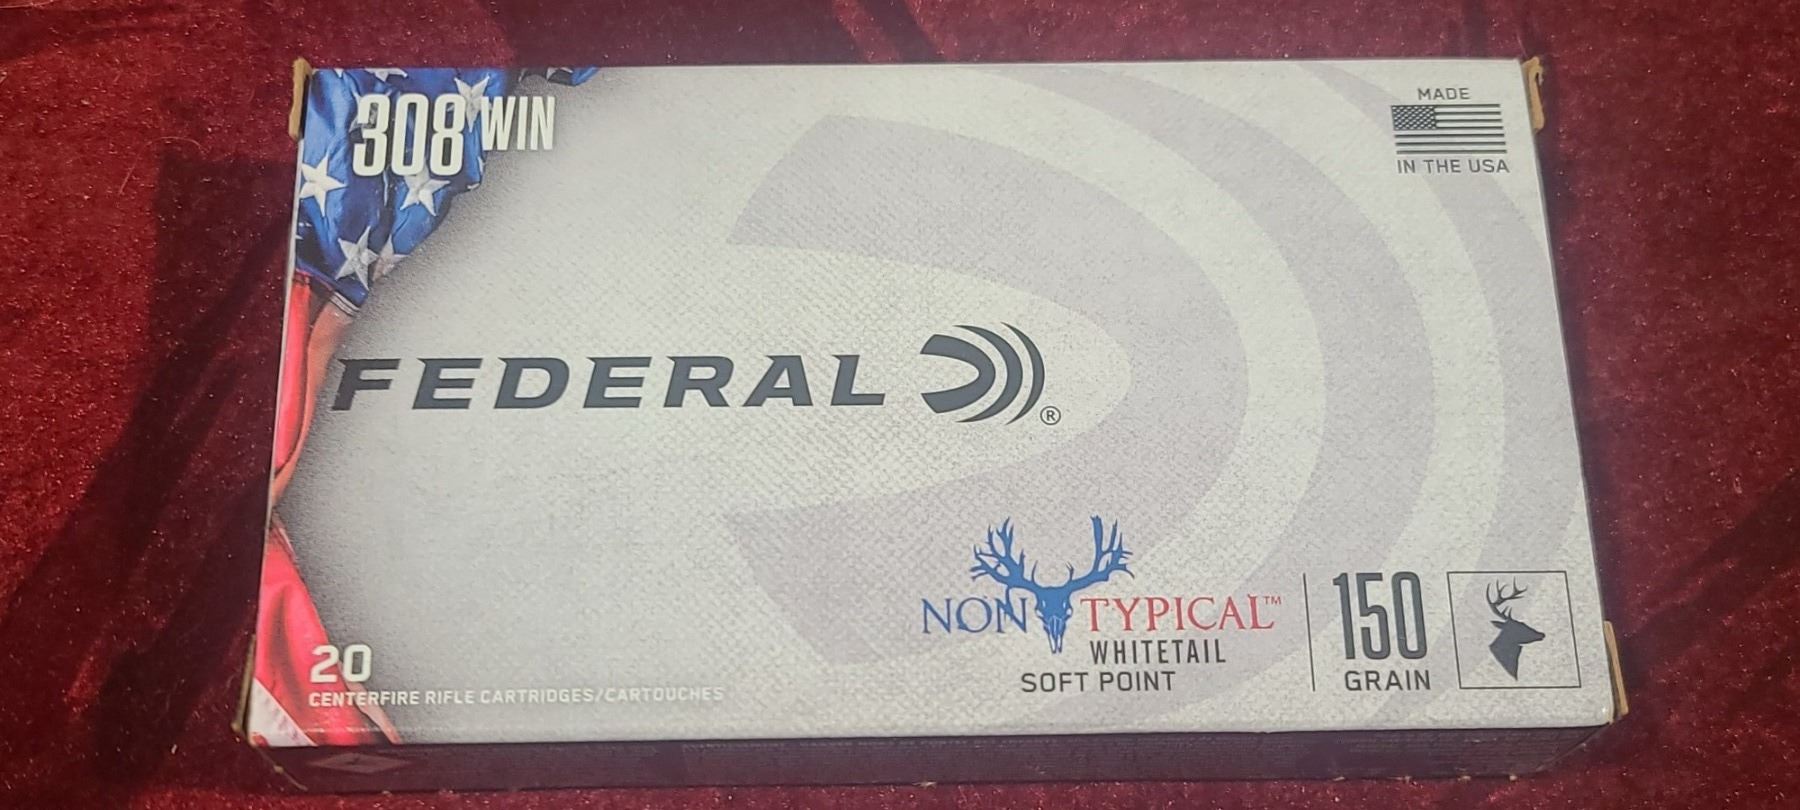 308 WIN
MADE
IN THE USA
FEDERAL ®
NON TYPICAL™
WHITETAIL
SOFT POINT
150
GRAIN
20
CENTERFIRE RIFLE CARTRIDGES/CARTOUCHES